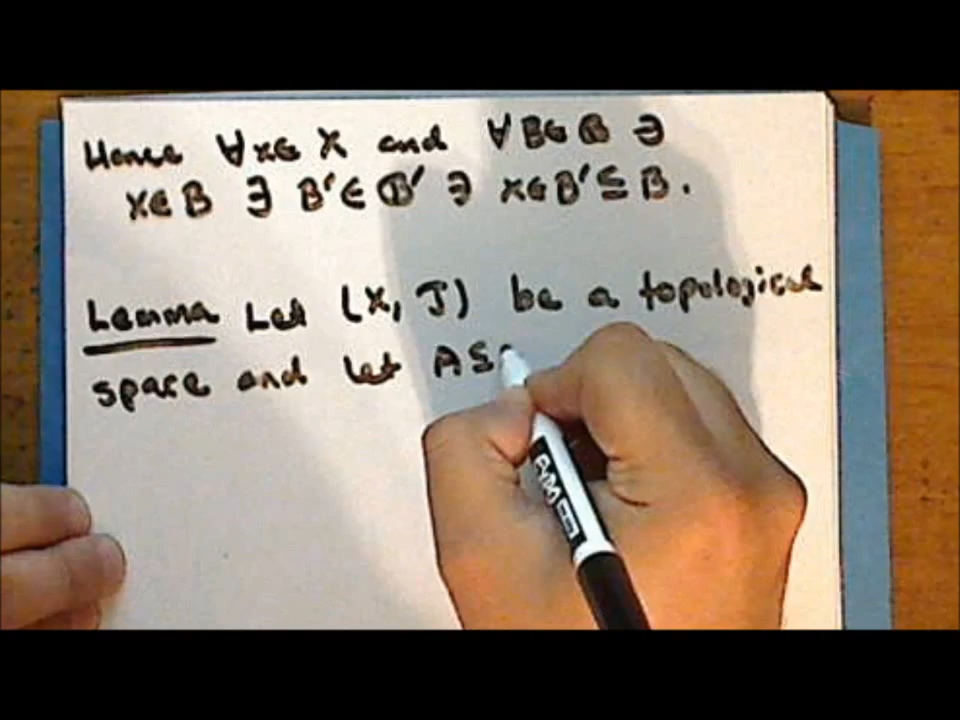 Hence ∀x∈ X and ∀B∈ 𝓑 ∋
x∈B ∃ B'∈ 𝓑' ∋ x∈B'⊆B.
Lemma Let (X, J) be a topological
space and let A⊆